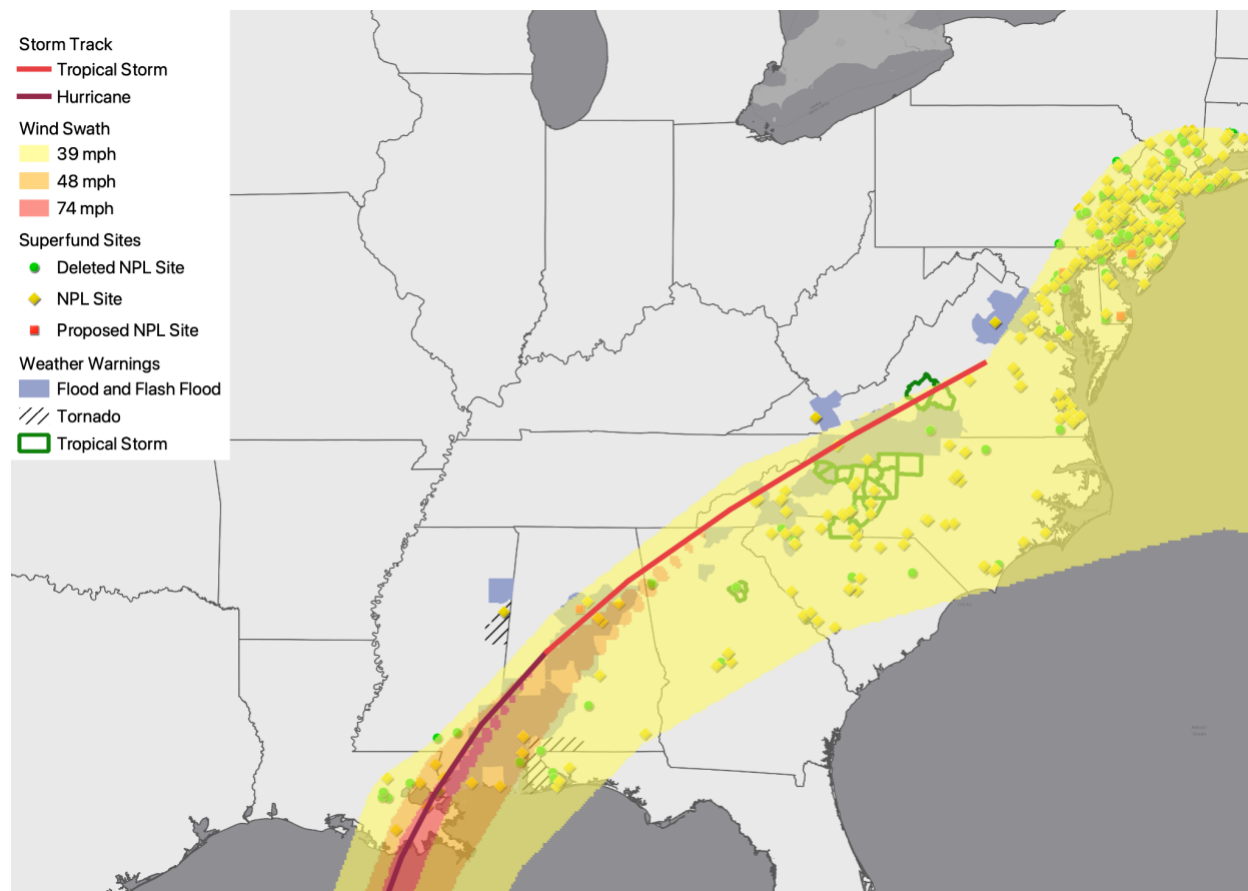 Storm Track
Tropical Storm
Hurricane
Wind Swath
39 mph
48 mph
74 mph
Superfund Sites
Deleted NPL Site
NPL Site
Proposed NPL Site
Weather Warnings
Flood and Flash Flood
Tornado
Tropical Storm